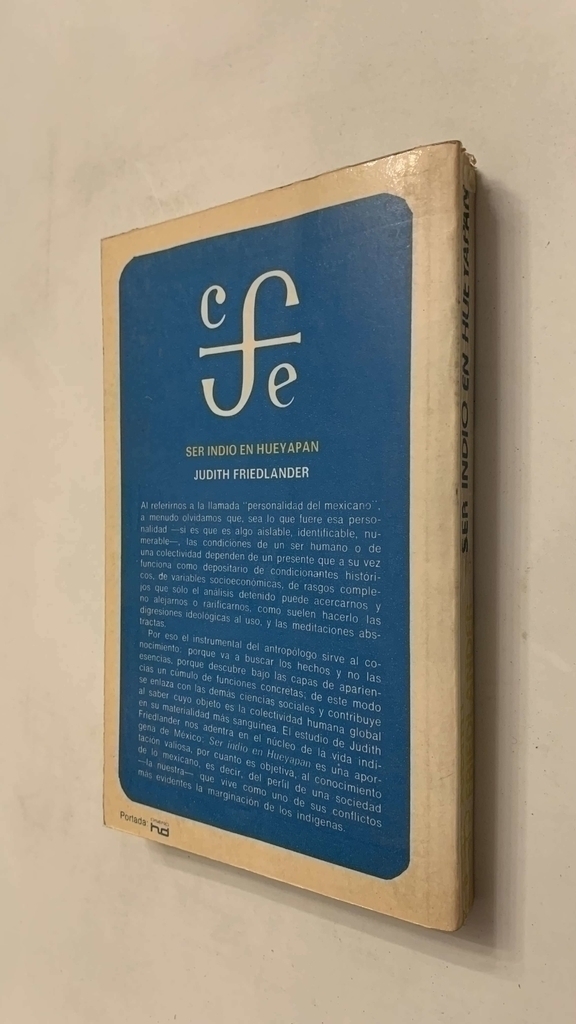 cfe
SER INDIO EN HUEYAPAN
JUDITH FRIEDLANDER
Al referirnos a la llamada "personalidad del mexicano",
a menudo olvidamos que, sea lo que fuere esa perso-
nalidad —si es que es algo aislable, identificable, nu-
merable—, las condiciones de un ser humano o de
una colectividad dependen de un presente que a su vez
funciona como depositario de condicionantes históri-
cos, de variables socioeconómicas, de rasgos comple-
jos que sólo el análisis detenido puede acercarnos y
no alejarnos o rarificarnos, como suelen hacerlo las
digresiones ideológicas al uso, y las meditaciones abs-
tractas.
Por eso el instrumental del antropólogo sirve al co-
nocimiento, porque va a buscar los hechos y no las
esencias, porque descubre bajo las capas de aparien-
cias un cúmulo de funciones concretas; de este modo
se enlaza con las demás ciencias sociales y contribuye
al saber cuyo objeto es la colectividad humana global
en su materialidad más sanguínea. El estudio de Judith
Friedlander nos adentra en el núcleo de la vida indí-
gena de México: Ser indio en Hueyapan es una apor-
tación valiosa, por cuanto es objetiva, al conocimiento
de lo mexicano, es decir, del perfil de una sociedad
—la nuestra— que vive como uno de sus conflictos
más evidentes la marginación de los indígenas.
Portada: hd
SER INDIO EN HUEYAPAN